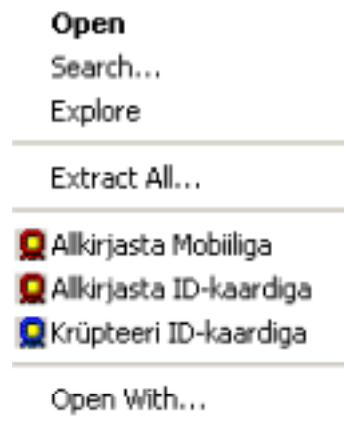 Open
Search...
Explore
Extract All...
Allkirjasta Mobiiliga
Allkirjasta ID-kaardiga
Krüpteeri ID-kaardiga
Open With...